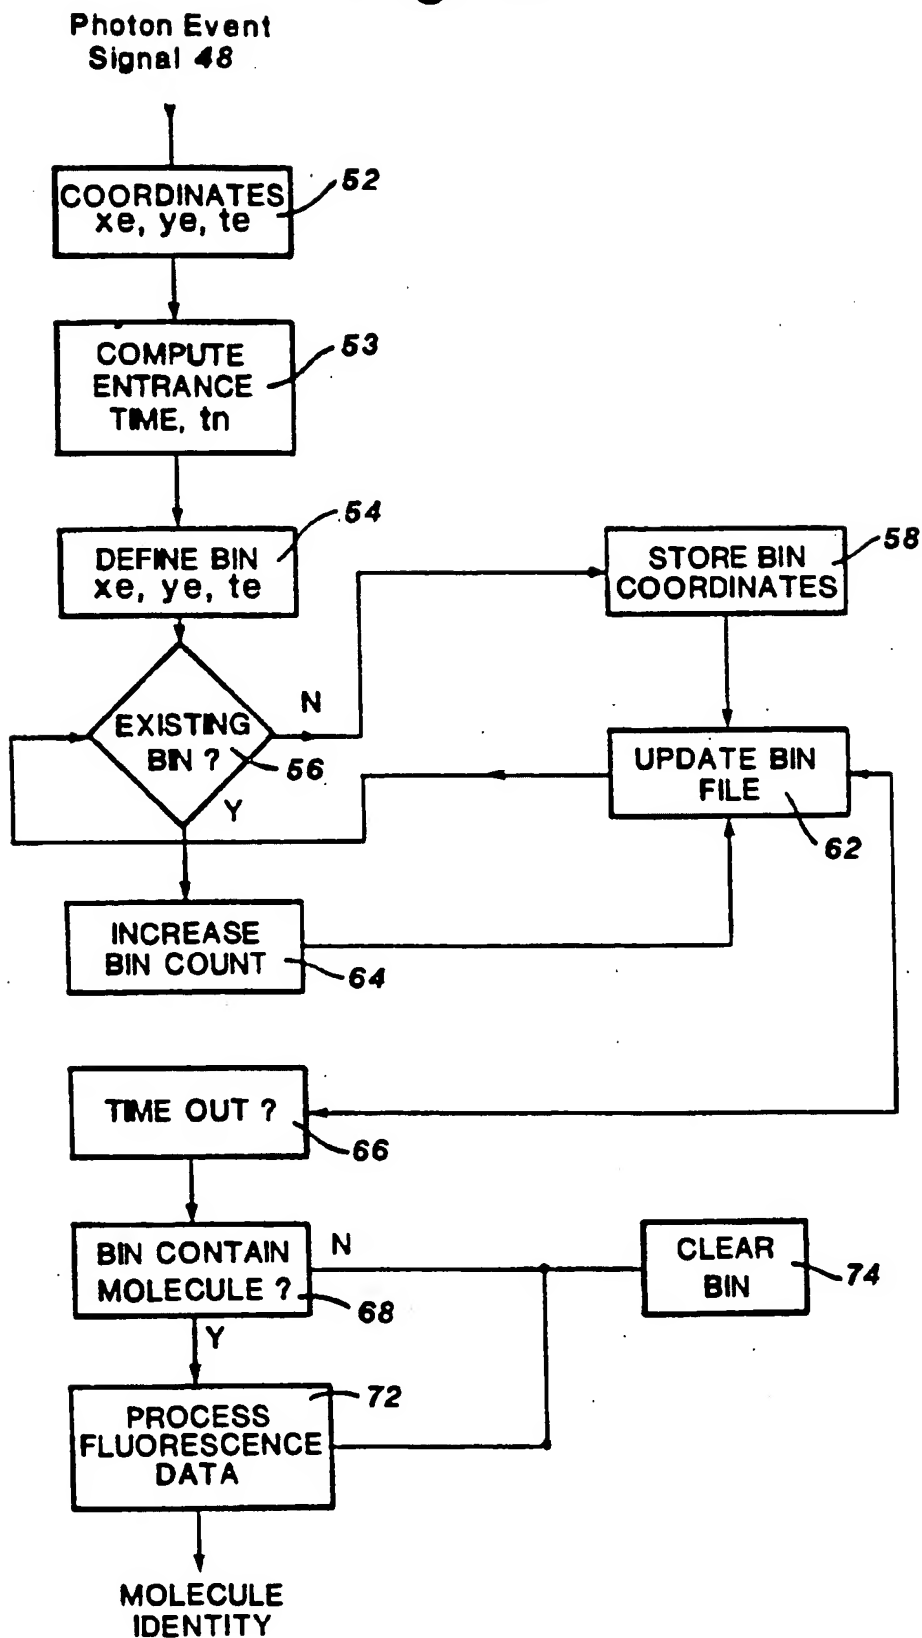 Photon Event
Signal 48
COORDINATES
xe, ye, te
52
COMPUTE
ENTRANCE
TIME, tn
53
DEFINE BIN
xe, ye, te
54
STORE BIN
COORDINATES
58
EXISTING
BIN ?
56
N
Y
UPDATE BIN
FILE
62
INCREASE
BIN COUNT
64
TIME OUT ?
66
BIN CONTAIN
MOLECULE ?
68
N
Y
CLEAR
BIN
74
PROCESS
FLUORESCENCE
DATA
72
MOLECULE
IDENTITY